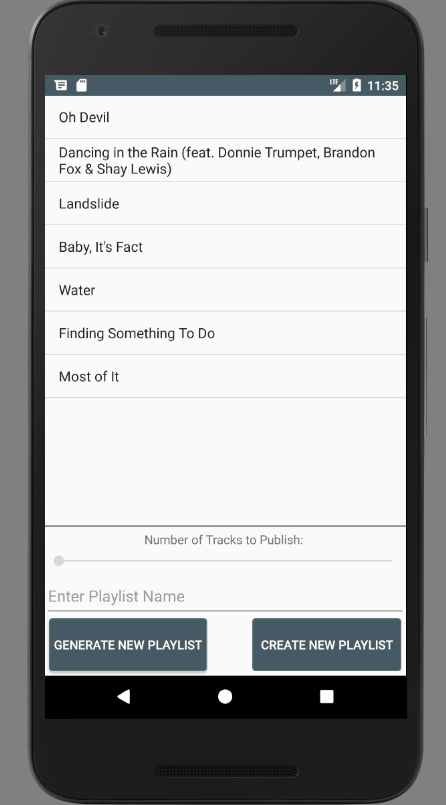 LTE 11:35
Oh Devil
Dancing in the Rain (feat. Donnie Trumpet, Brandon
Fox & Shay Lewis)
Landslide
Baby, It's Fact
Water
Finding Something To Do
Most of It
Number of Tracks to Publish:
Enter Playlist Name
GENERATE NEW PLAYLIST CREATE NEW PLAYLIST